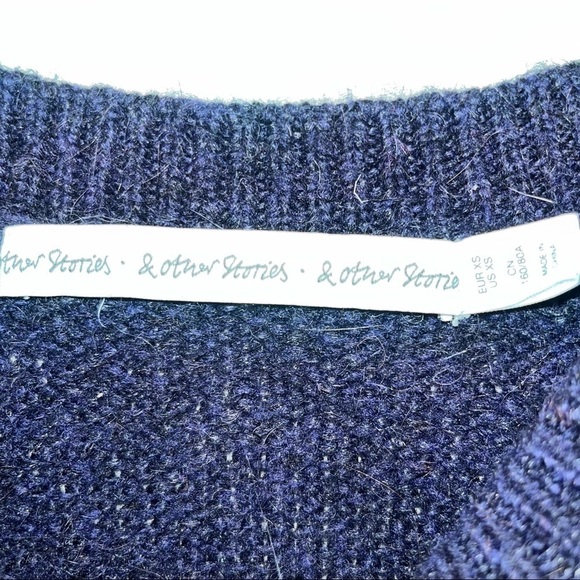 other Stories · & other Stories · & other Storie
EUR XS
US XS
CN
160/80A
MADE IN